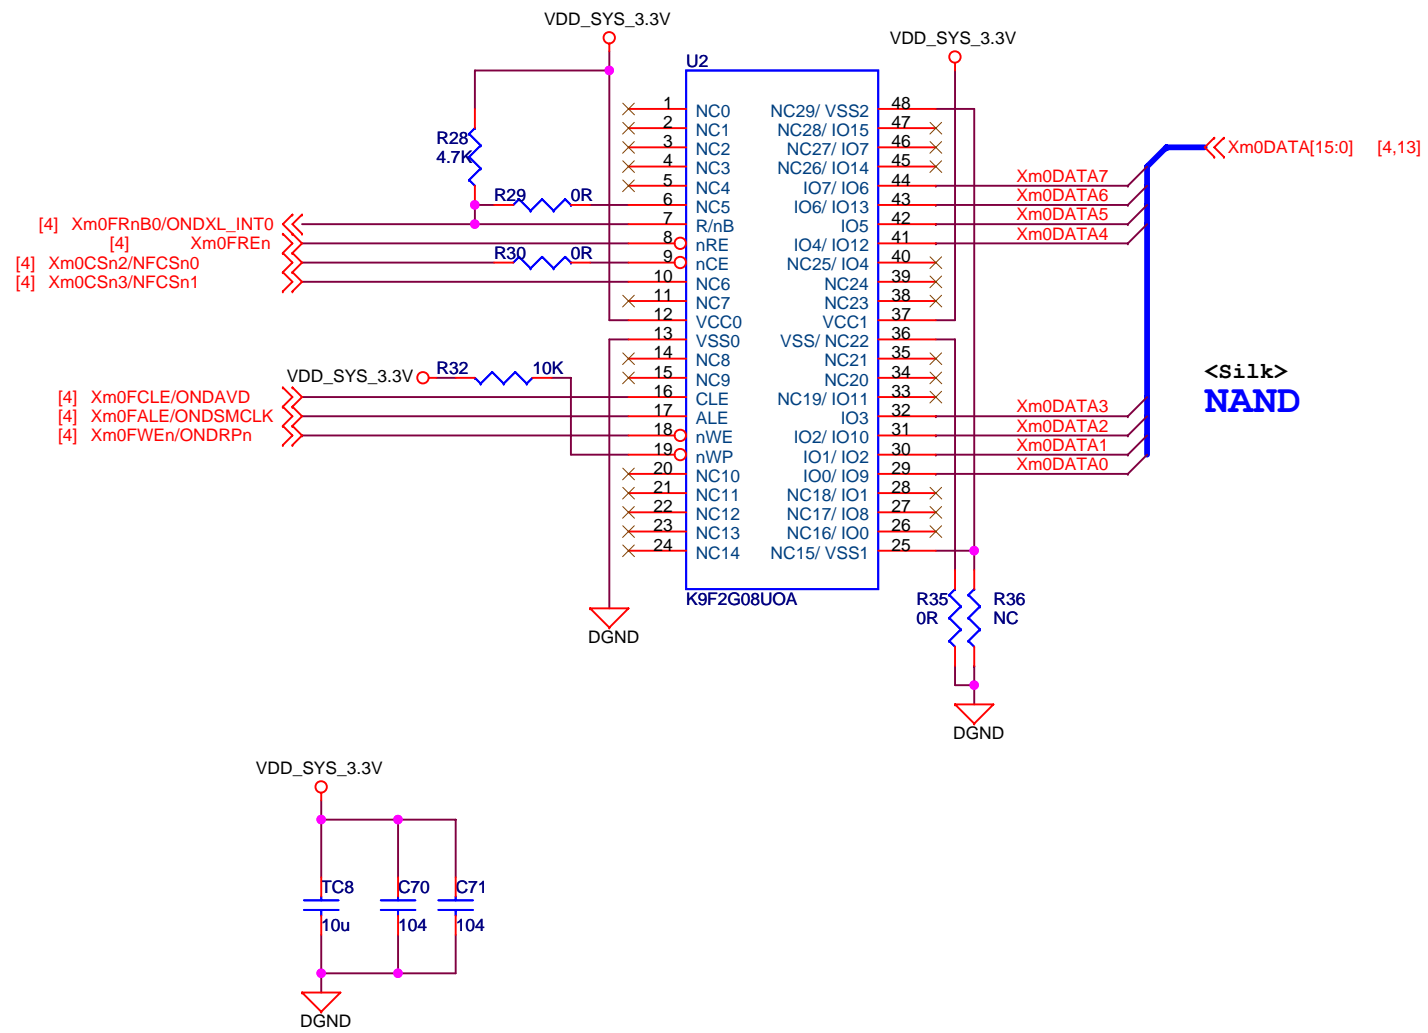 VDD_SYS_3.3V
VDD_SYS_3.3V
U2
R28
4.7K
R29 0R
[4] Xm0FRnB0/ONDXL_INT0
[4] Xm0FREn
[4] Xm0CSn2/NFCSn0
[4] Xm0CSn3/NFCSn1
R30 0R
VDD_SYS_3.3V
R32 10K
[4] Xm0FCLE/ONDAVD
[4] Xm0FALE/ONDSMCLK
[4] Xm0FWEn/ONDRPn
1 NC0
2 NC1
3 NC2
4 NC3
5 NC4
6 NC5
7 R/nB
8 nRE
9 nCE
10 NC6
11 NC7
12 VCC0
13 VSS0
14 NC8
15 NC9
16 CLE
17 ALE
18 nWE
19 nWP
20 NC10
21 NC11
22 NC12
23 NC13
24 NC14
NC29/ VSS2 48
NC28/ IO15 47
NC27/ IO7 46
NC26/ IO14 45
IO7/ IO6 44
IO6/ IO13 43
IO5 42
IO4/ IO12 41
NC25/ IO4 40
NC24 39
NC23 38
VCC1 37
VSS/ NC22 36
NC21 35
NC20 34
NC19/ IO11 33
IO3 32
IO2/ IO10 31
IO1/ IO2 30
IO0/ IO9 29
NC18/ IO1 28
NC17/ IO8 27
NC16/ IO0 26
NC15/ VSS1 25
K9F2G08UOA
Xm0DATA[15:0] [4,13]
Xm0DATA7
Xm0DATA6
Xm0DATA5
Xm0DATA4
Xm0DATA3
Xm0DATA2
Xm0DATA1
Xm0DATA0
<Silk>
NAND
R35
0R
R36
NC
DGND
DGND
VDD_SYS_3.3V
TC8
10u
C70
104
C71
104
DGND